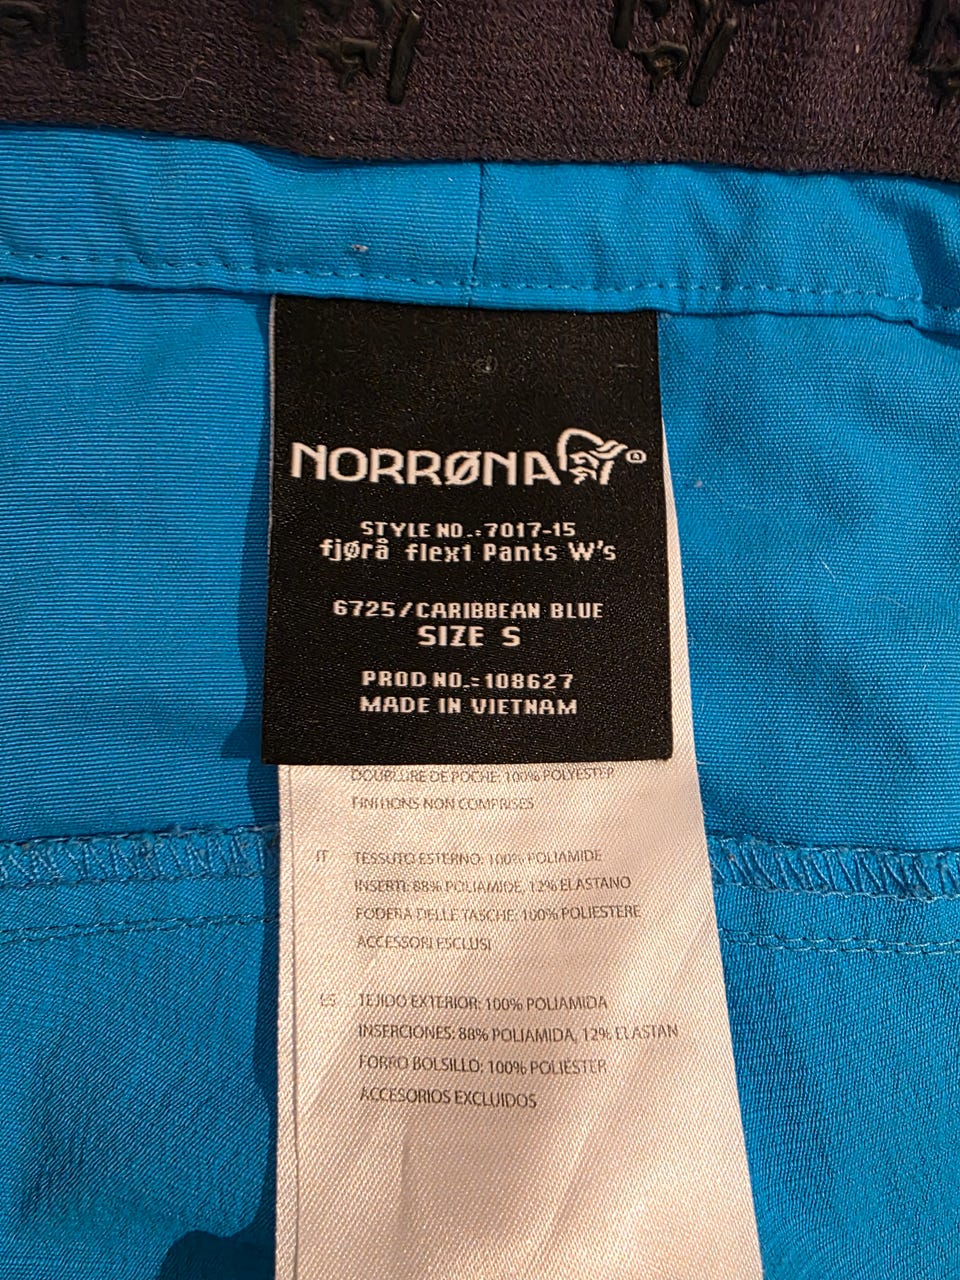 NORRØNA ®
STYLE NO.:7017-15
fjørå flex1 Pants W's
6725/CARIBBEAN BLUE
SIZE S
PROD NO.:108627
MADE IN VIETNAM
DOUBLURE DE POCHE: 100% POLYESTER
FINITIONS NON COMPRISES
IT TESSUTO ESTERNO: 100% POLIAMIDE
INSERTI: 88% POLIAMIDE, 12% ELASTANO
FODERA DELLE TASCHE: 100% POLIESTERE
ACCESSORI ESCLUSI
ES TEJIDO EXTERIOR: 100% POLIAMIDA
INSERCIONES: 88% POLIAMIDA, 12% ELASTAN
FORRO BOLSILLO: 100% POLIÉSTER
ACCESORIOS EXCLUIDOS